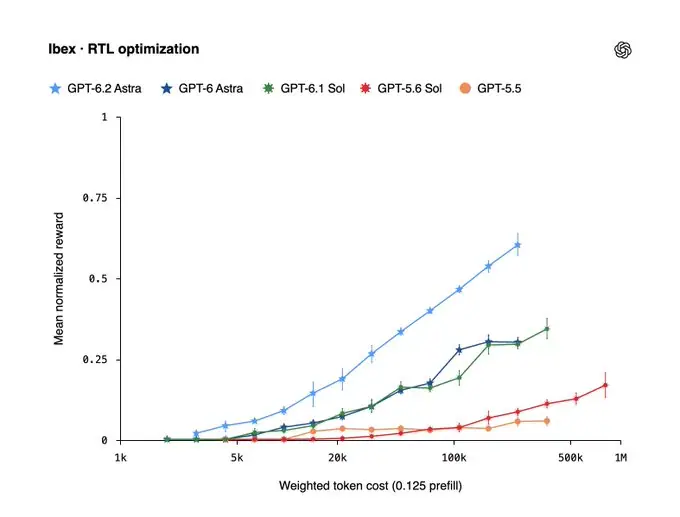 Ibex · RTL optimization
GPT-6.2 Astra GPT-6 Astra GPT-6.1 Sol GPT-5.6 Sol GPT-5.5
1
0.75
0.5
0.25
0
Mean normalized reward
1k 5k 20k 100k 500k 1M
Weighted token cost (0.125 prefill)